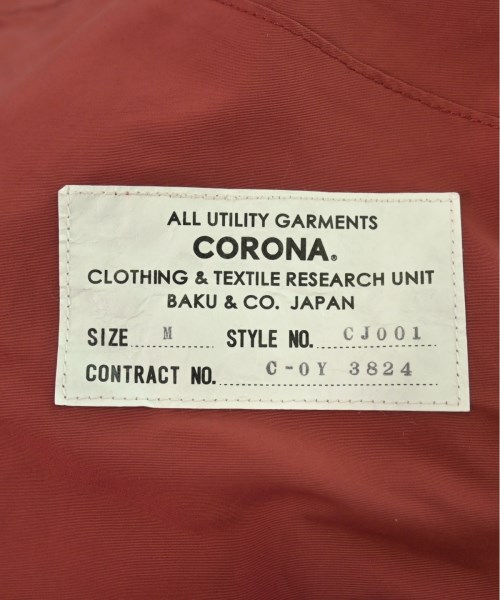 ALL UTILITY GARMENTS
CORONA®
CLOTHING & TEXTILE RESEARCH UNIT
BAKU & CO. JAPAN
SIZE M STYLE NO. CJ001
CONTRACT NO. C-0Y 3824